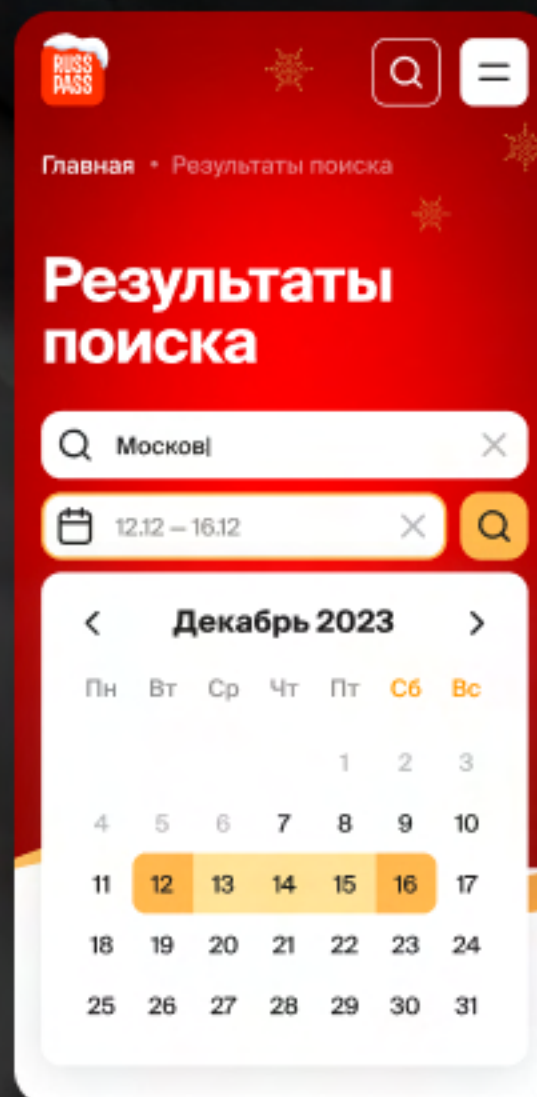 RUSS
PASS
Главная • Результаты поиска
Результаты
поиска
Москов
12.12 – 16.12
Декабрь 2023
Пн Вт Ср Чт Пт Сб Вс
1 2 3
4 5 6 7 8 9 10
11 12 13 14 15 16 17
18 19 20 21 22 23 24
25 26 27 28 29 30 31